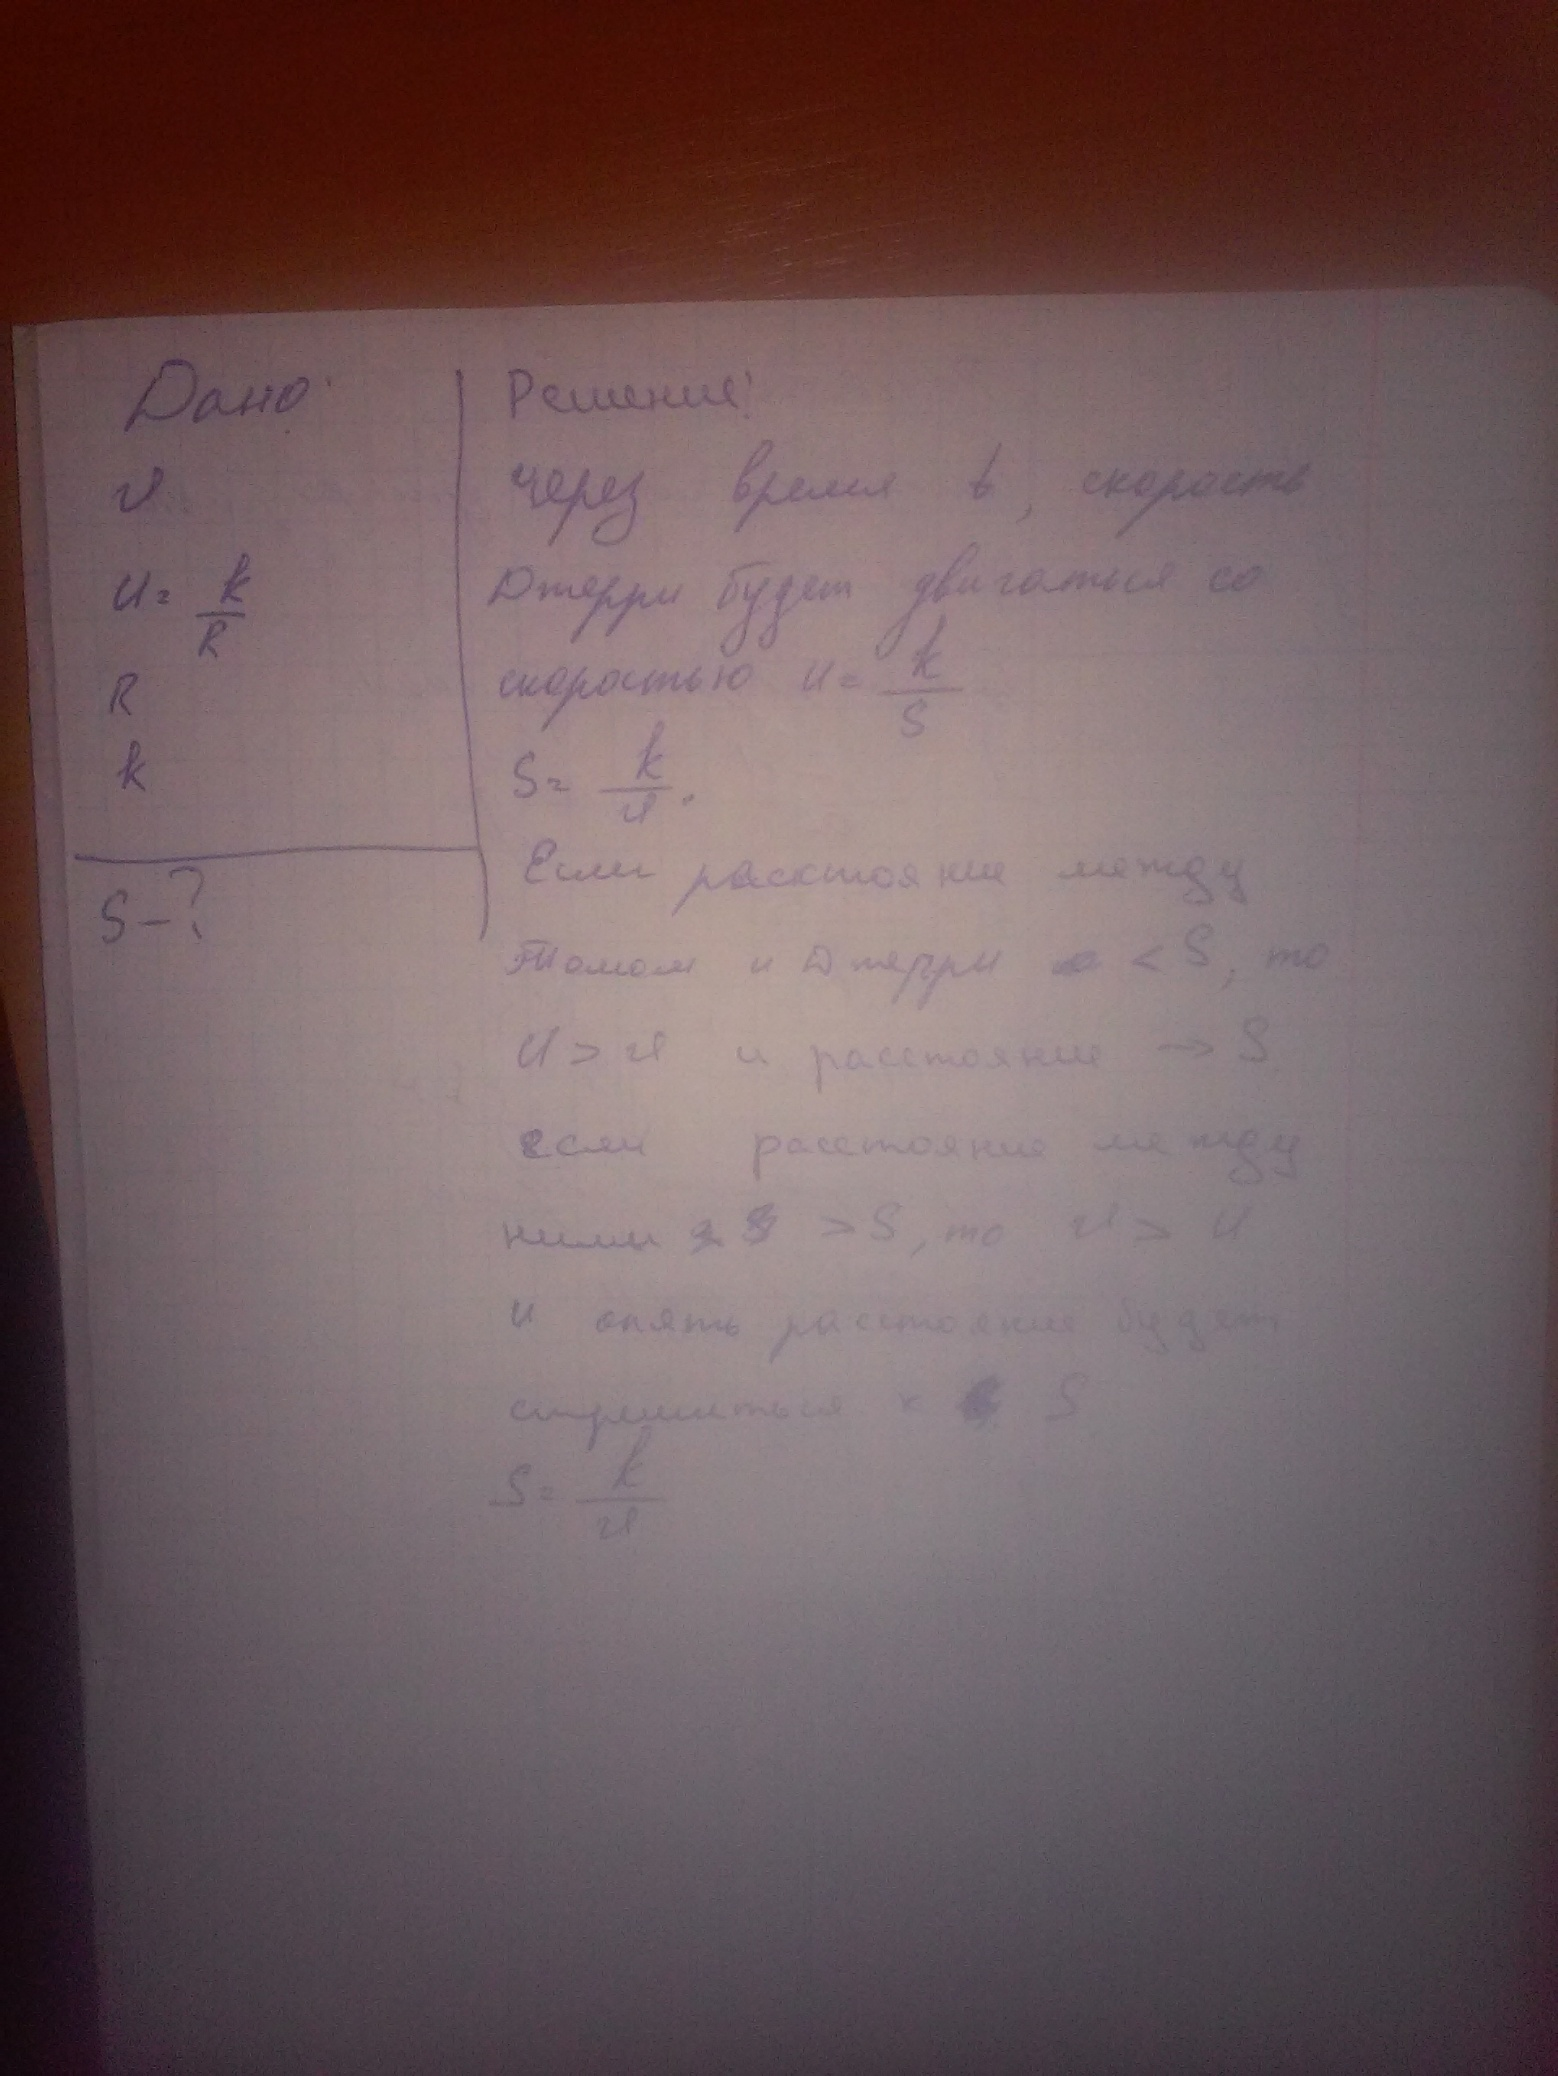 Дано:
v
u = k/R
R
k
S - ?
Решение:
через время t, скорость
Джерри будет двигаться со
скоростью u = k/S
S = k/v.
Если расстояние между
Томом и Джерри < S, то
u > v и расстояние → S
если расстояние между
ними > S, то v > u
и опять расстояние будет
стремиться к S
S = k/v